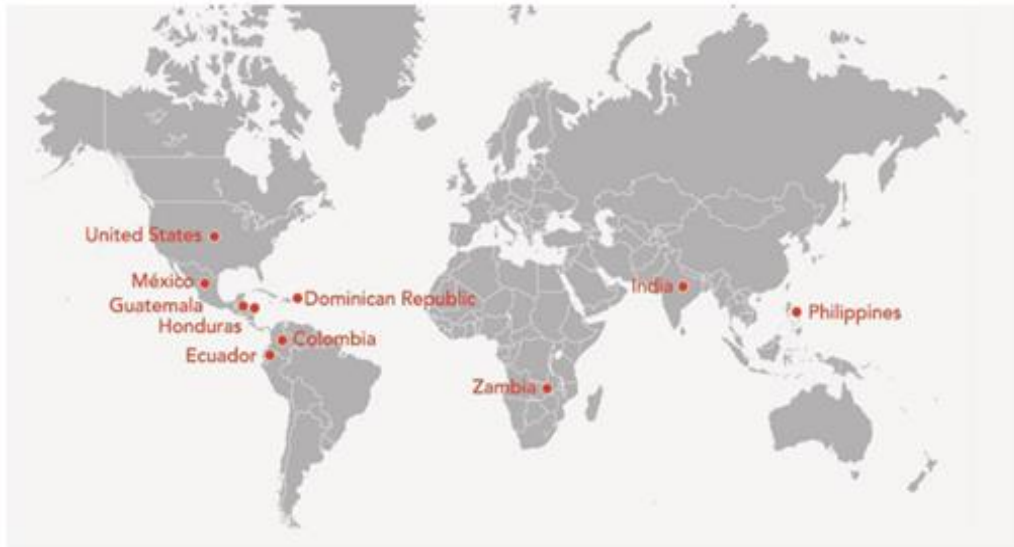 United States
México
Guatemala
Honduras
Dominican Republic
Colombia
Ecuador
India
Philippines
Zambia